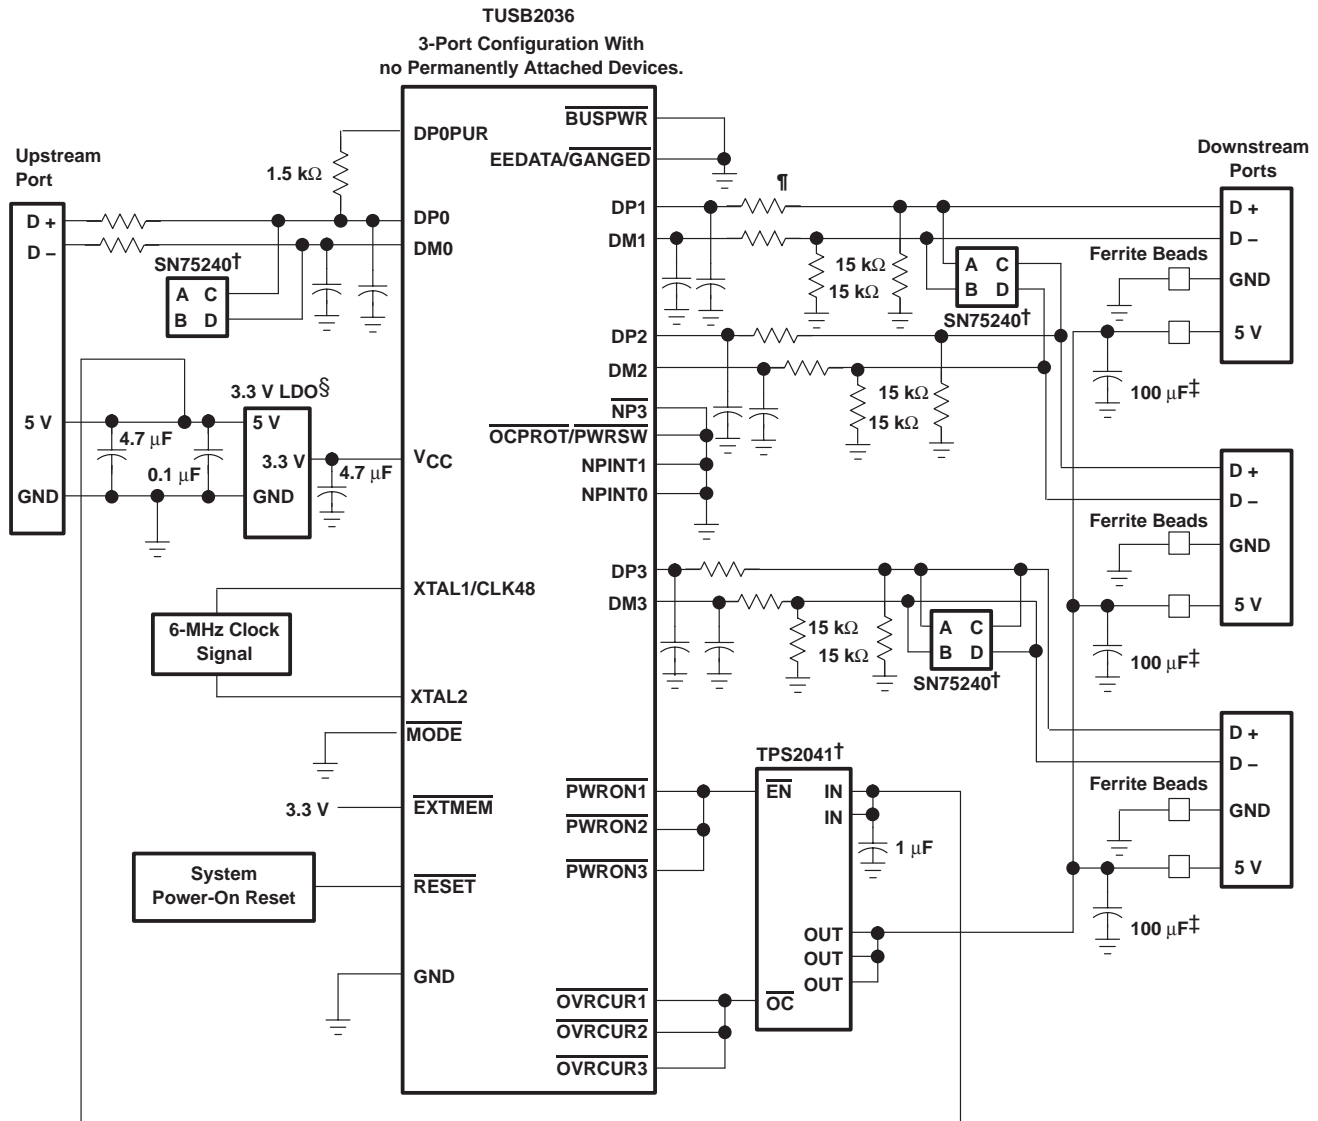 TUSB2036
3-Port Configuration With
no Permanently Attached Devices.
Upstream
Port
D +
D –
5 V
GND
1.5 kΩ
SN75240†
A C
B D
3.3 V LDO§
5 V
3.3 V
GND
4.7 μF
0.1 μF
4.7 μF
6-MHz Clock
Signal
3.3 V
System
Power-On Reset
DP0PUR
DP0
DM0
VCC
XTAL1/CLK48
XTAL2
MODE
EXTMEM
RESET
GND
BUSPWR
EEDATA/GANGED
DP1
DM1
DP2
DM2
NP3
OCPROT/PWRSW
NPINT1
NPINT0
DP3
DM3
PWRON1
PWRON2
PWRON3
OVRCUR1
OVRCUR2
OVRCUR3
¶
15 kΩ
15 kΩ
A C
B D
SN75240†
15 kΩ
15 kΩ
15 kΩ
15 kΩ
A C
B D
SN75240†
TPS2041†
EN
IN
IN
1 μF
OUT
OUT
OUT
OC
Downstream
Ports
D +
D –
Ferrite Beads
GND
5 V
100 μF‡
D +
D –
Ferrite Beads
GND
5 V
100 μF‡
D +
D –
Ferrite Beads
GND
5 V
100 μF‡